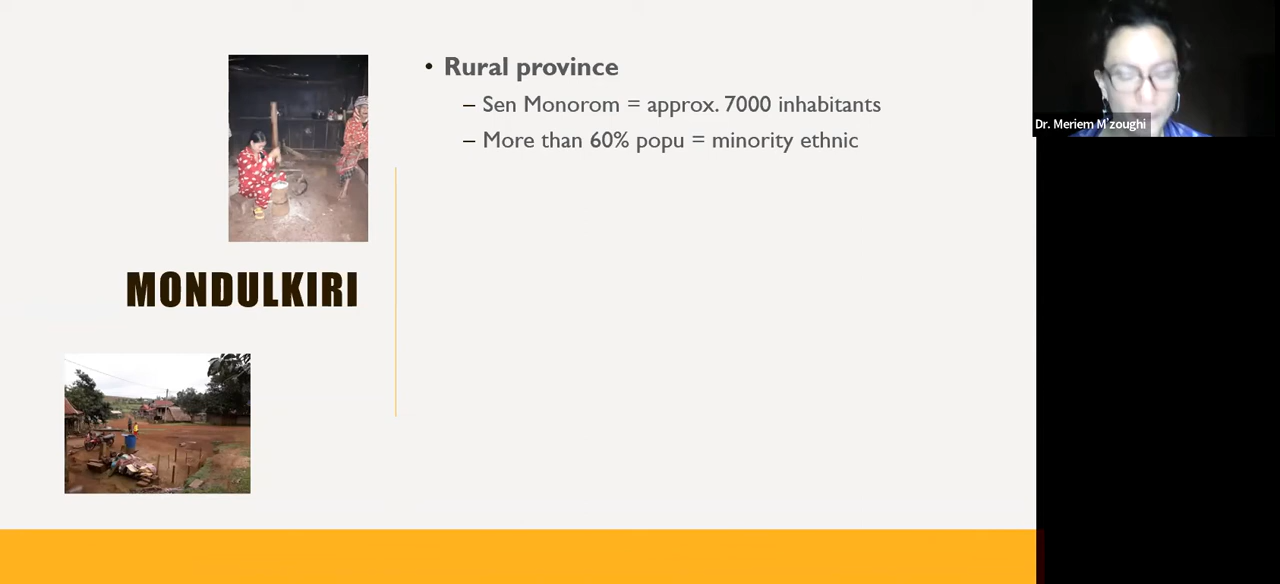 • Rural province
– Sen Monorom = approx. 7000 inhabitants
– More than 60% popu = minority ethnic
MONDULKIRI
Dr. Meriem M'zoughi